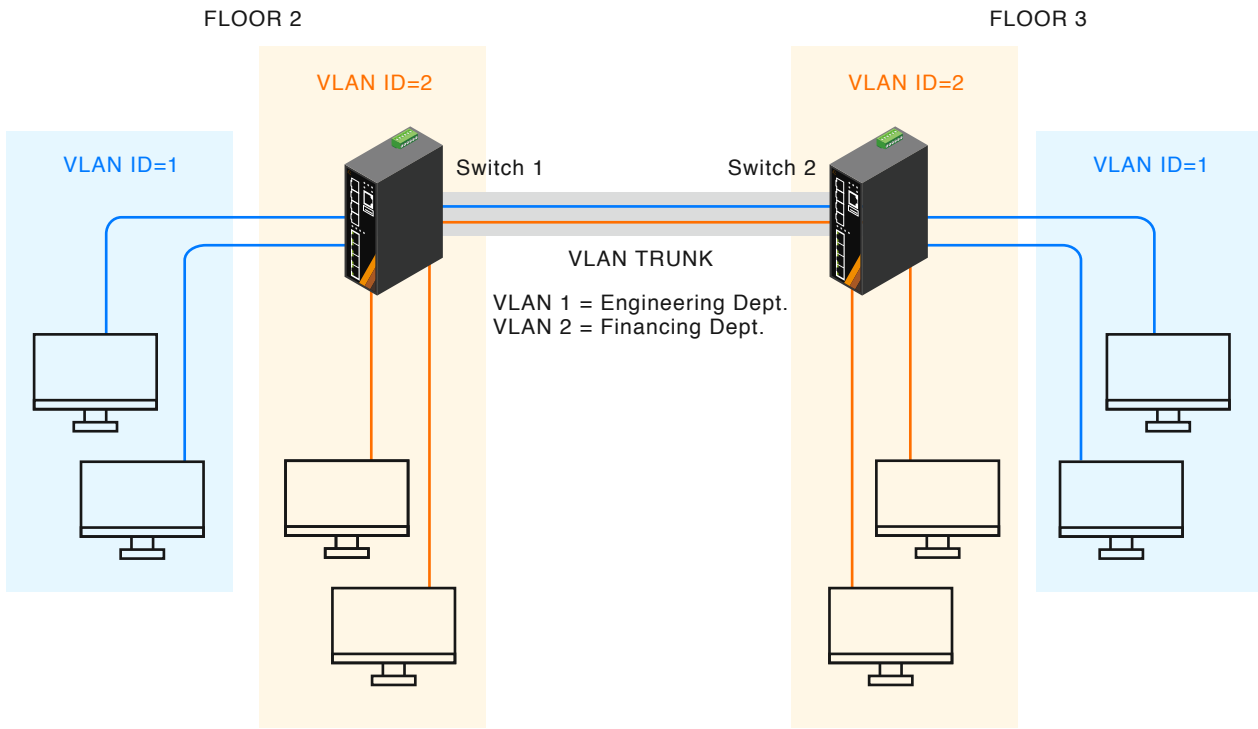 FLOOR 2
FLOOR 3
VLAN ID=2
VLAN ID=2
VLAN ID=1
Switch 1
Switch 2
VLAN ID=1
VLAN TRUNK
VLAN 1 = Engineering Dept.
VLAN 2 = Financing Dept.